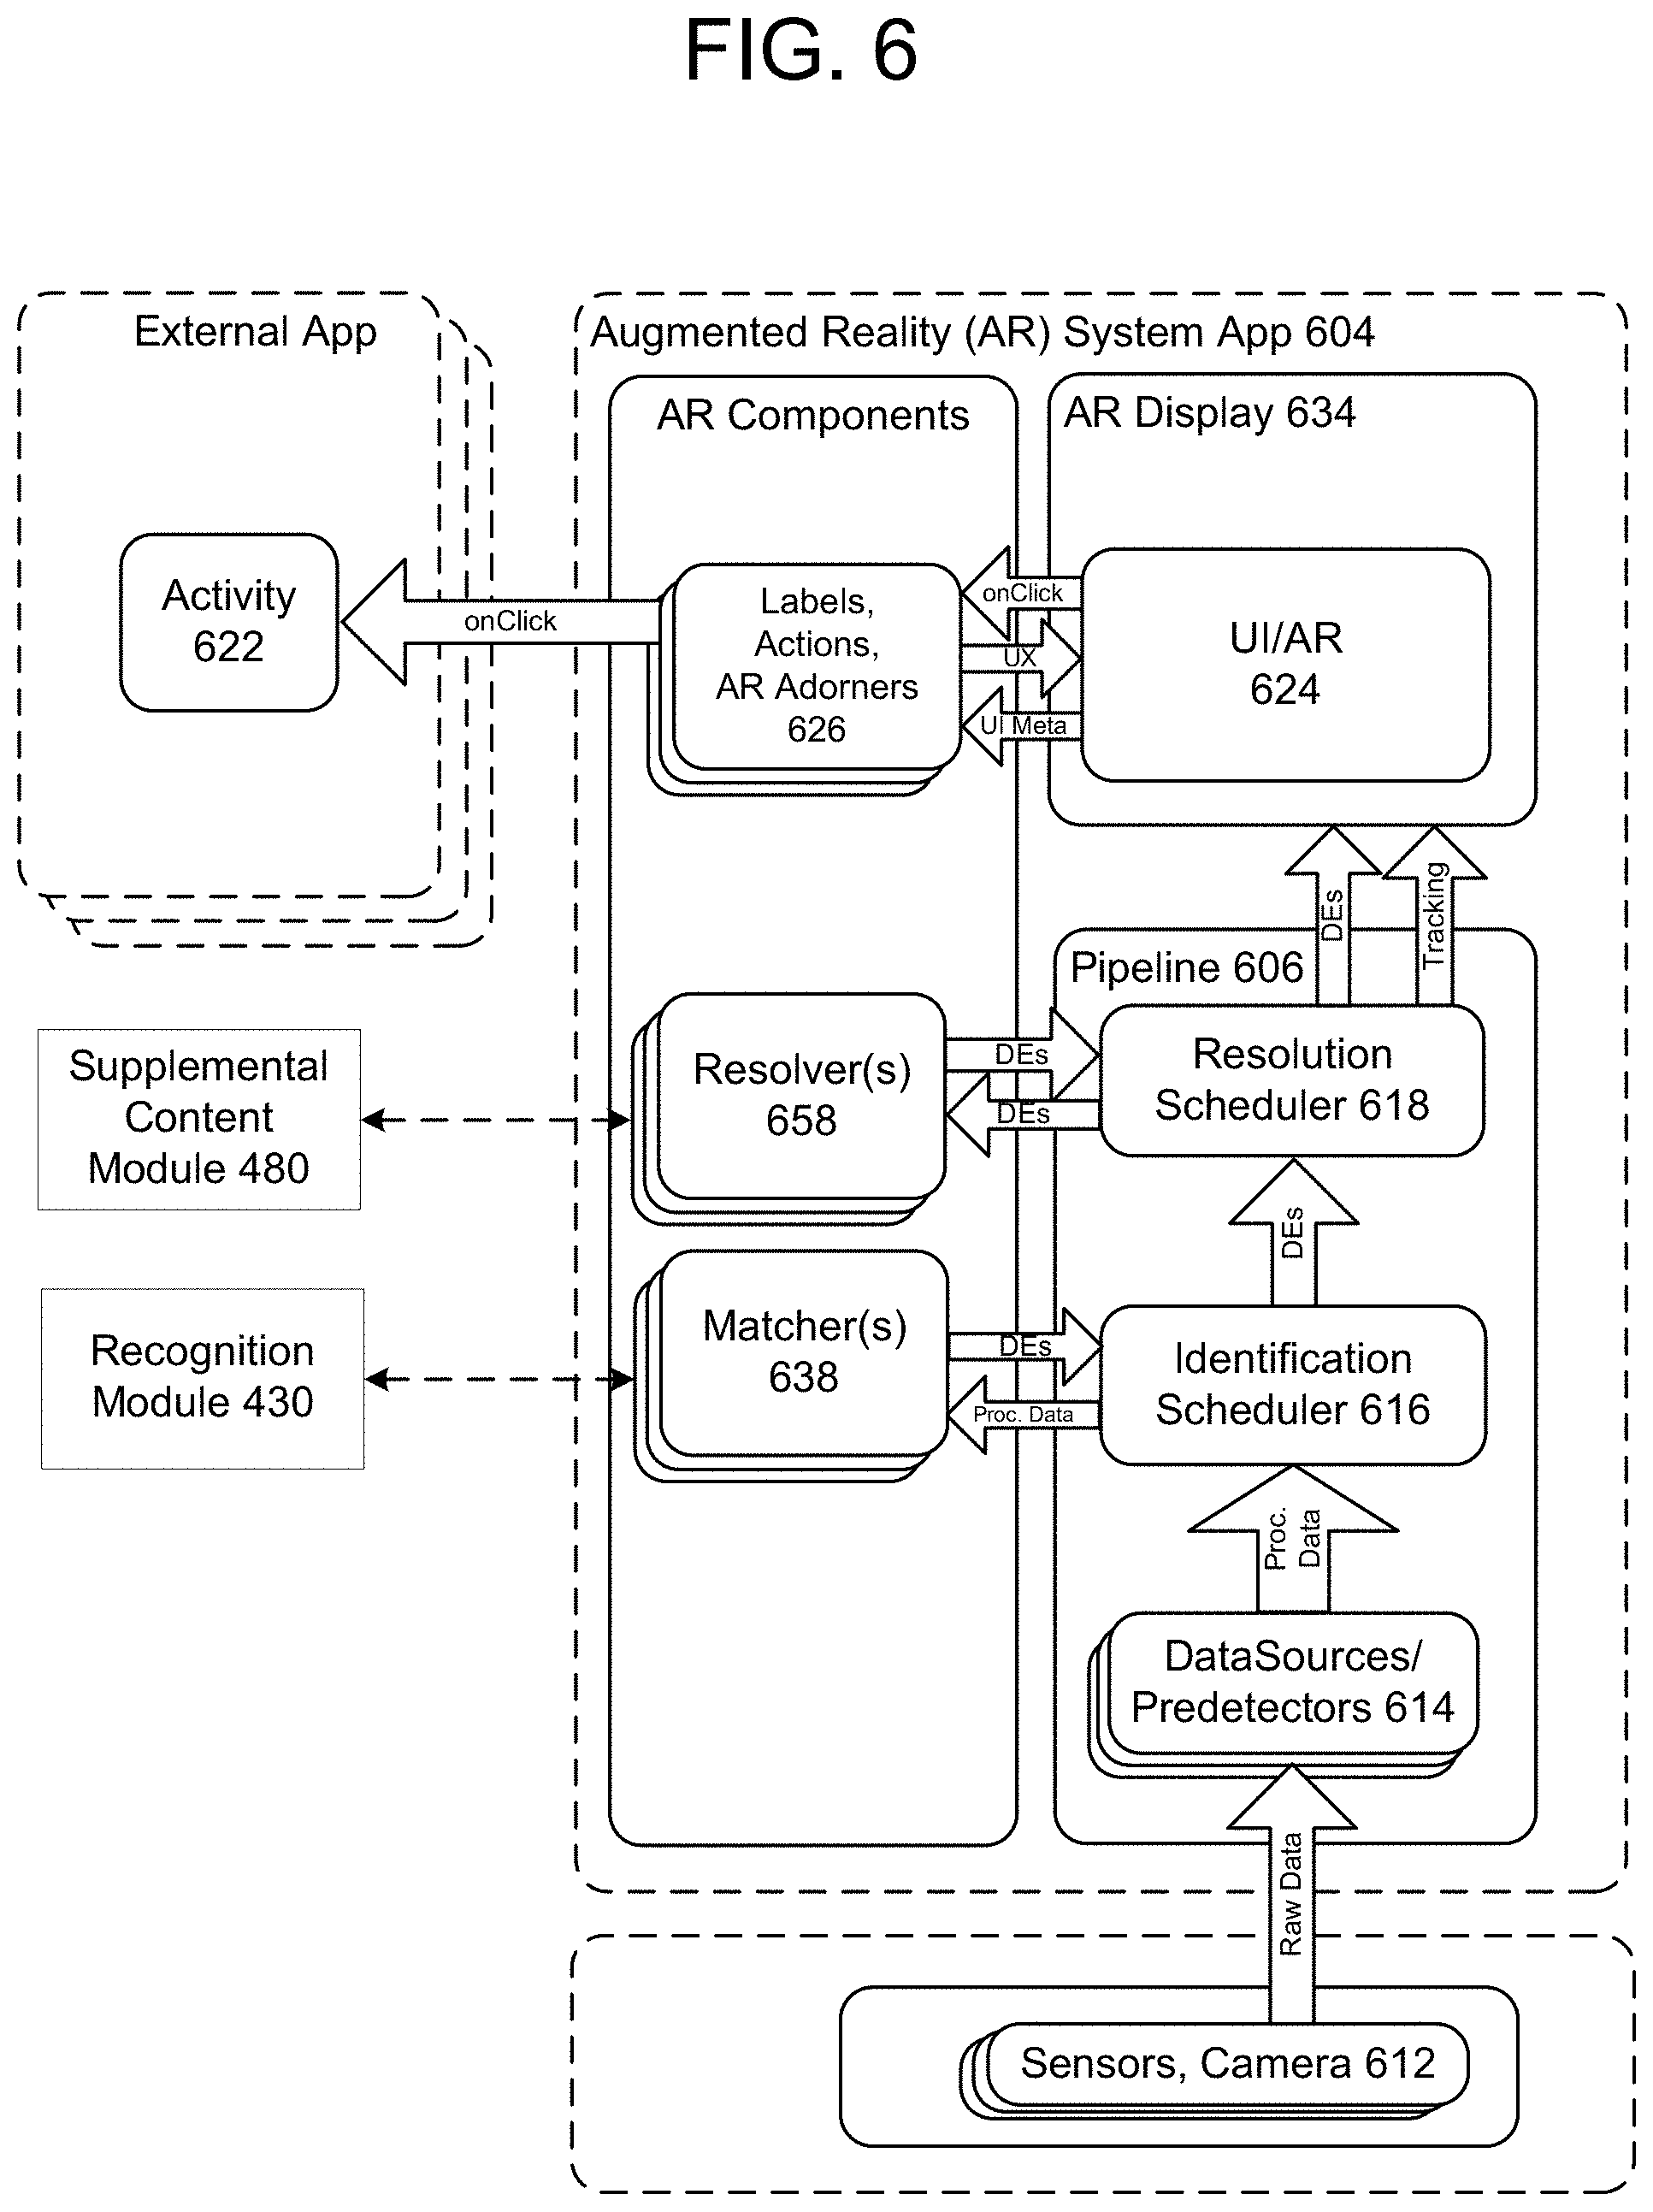 FIG. 6
External App
Augmented Reality (AR) System App 604
AR Components
AR Display 634
Activity
622
onClick
Labels,
Actions,
AR Adorners
626
onClick
UX
UI Meta
UI/AR
624
DEs
Tracking
Pipeline 606
Supplemental
Content
Module 480
Resolver(s)
658
DEs
DEs
Resolution
Scheduler 618
DEs
Recognition
Module 430
Matcher(s)
638
DEs
Proc. Data
Identification
Scheduler 616
Proc.
Data
DataSources/
Predetectors 614
Raw Data
Sensors, Camera 612